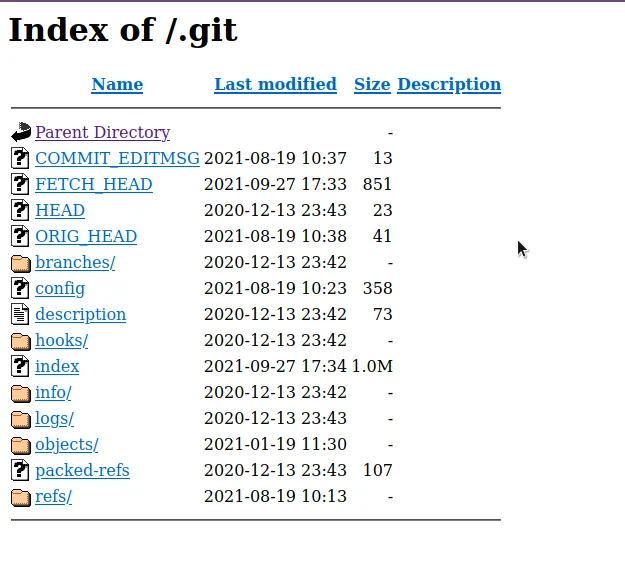 Index of /.git
Name Last modified Size Description
Parent Directory -
COMMIT_EDITMSG 2021-08-19 10:37 13
FETCH_HEAD 2021-09-27 17:33 851
HEAD 2020-12-13 23:43 23
ORIG_HEAD 2021-08-19 10:38 41
branches/ 2020-12-13 23:42 -
config 2021-08-19 10:23 358
description 2020-12-13 23:42 73
hooks/ 2020-12-13 23:42 -
index 2021-09-27 17:34 1.0M
info/ 2020-12-13 23:42 -
logs/ 2020-12-13 23:43 -
objects/ 2021-01-19 11:30 -
packed-refs 2020-12-13 23:43 107
refs/ 2021-08-19 10:13 -